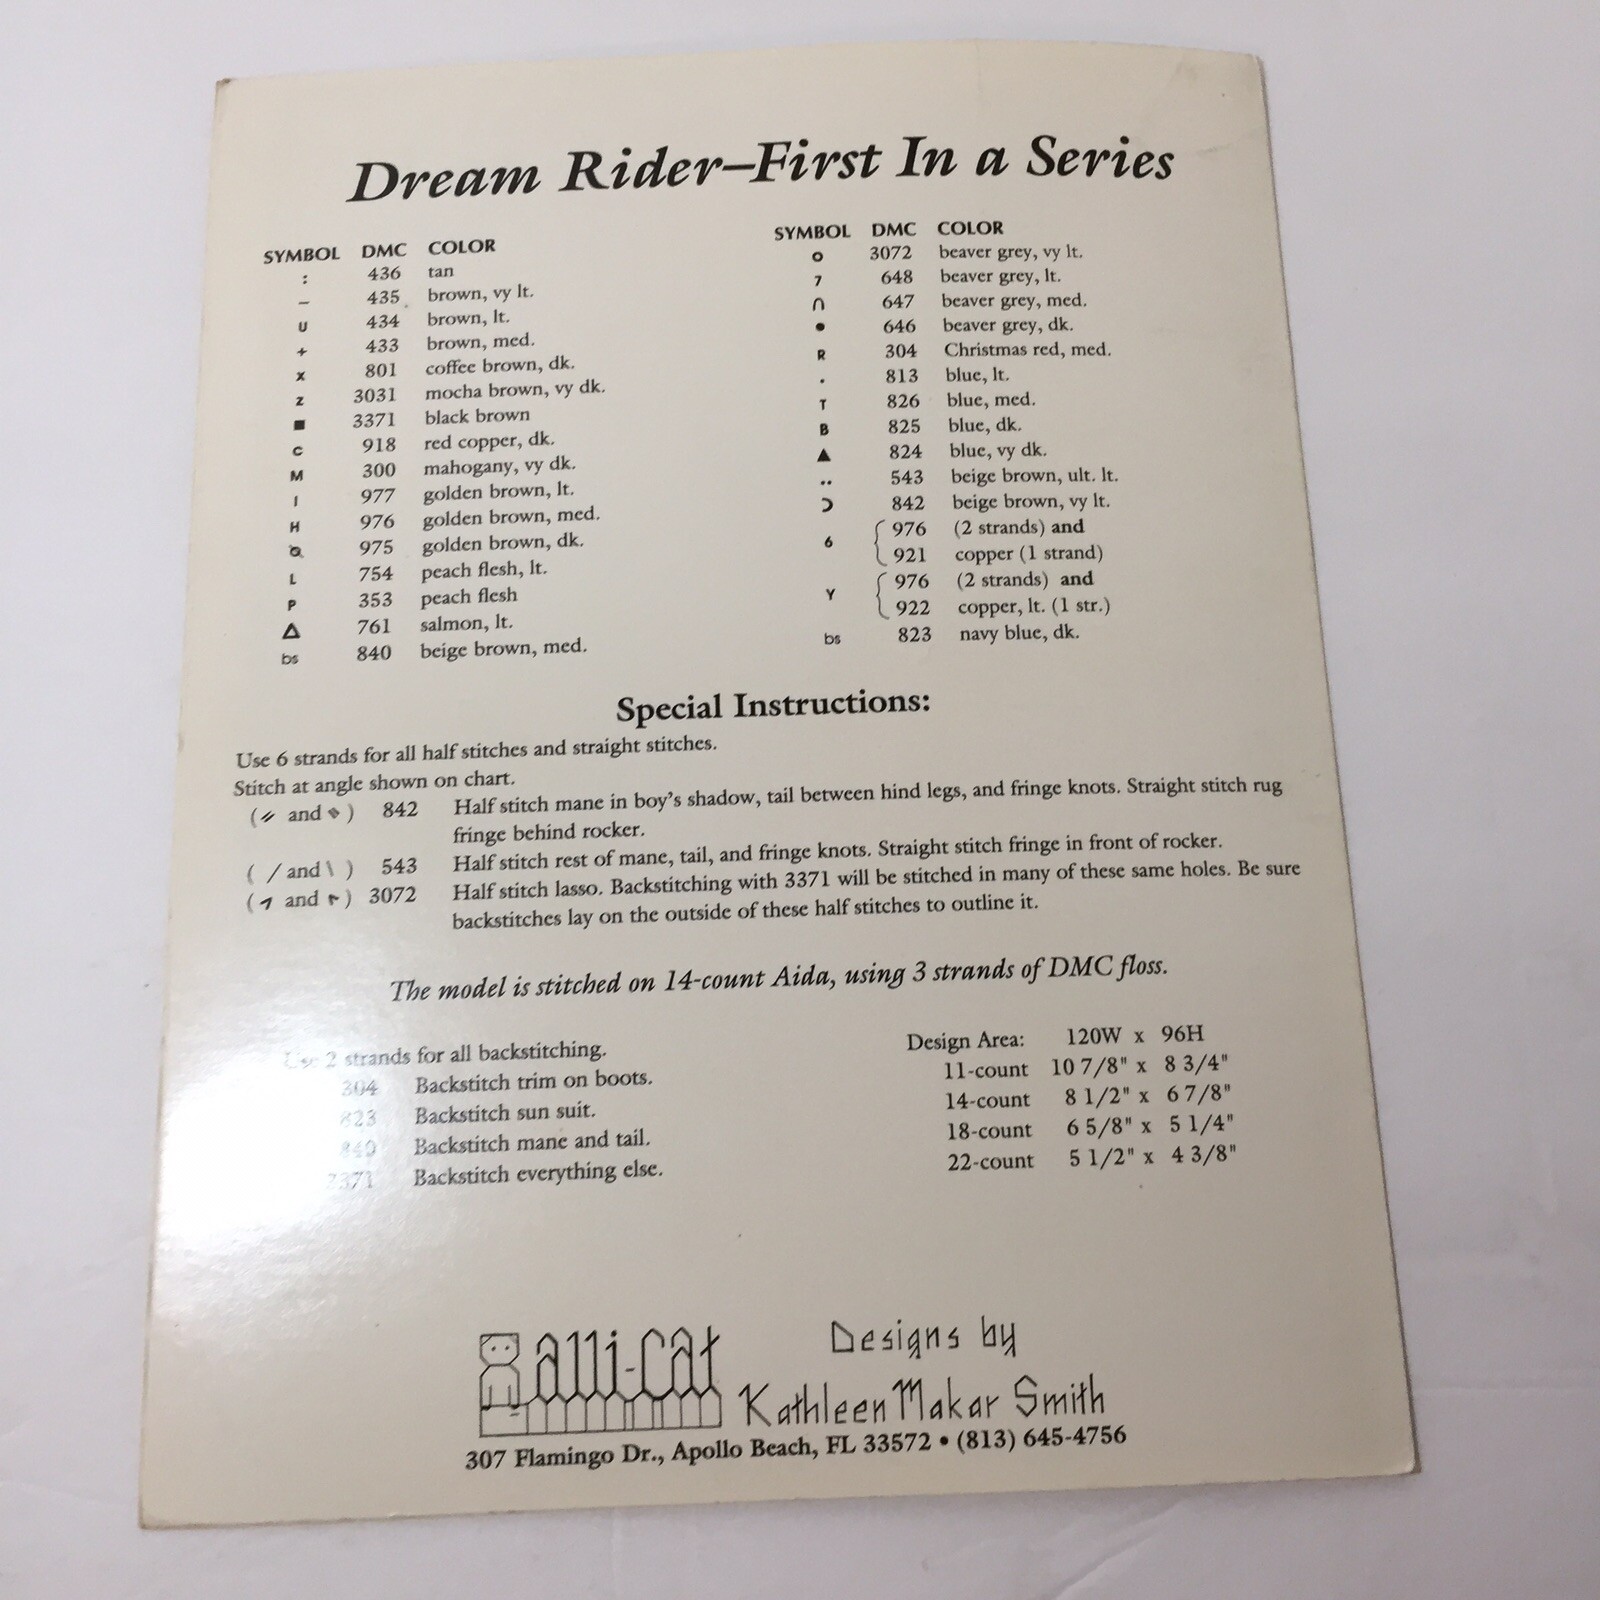 Dream Rider–First In a Series
SYMBOL DMC COLOR
: 436 tan
– 435 brown, vy lt.
U 434 brown, lt.
+ 433 brown, med.
x 801 coffee brown, dk.
z 3031 mocha brown, vy dk.
■ 3371 black brown
C 918 red copper, dk.
M 300 mahogany, vy dk.
I 977 golden brown, lt.
H 976 golden brown, med.
975 golden brown, dk.
L 754 peach flesh, lt.
P 353 peach flesh
△ 761 salmon, lt.
bs 840 beige brown, med.
SYMBOL DMC COLOR
o 3072 beaver grey, vy lt.
7 648 beaver grey, lt.
∩ 647 beaver grey, med.
● 646 beaver grey, dk.
R 304 Christmas red, med.
· 813 blue, lt.
T 826 blue, med.
B 825 blue, dk.
▲ 824 blue, vy dk.
•• 543 beige brown, ult. lt.
⊃ 842 beige brown, vy lt.
6 { 976 (2 strands) and
921 copper (1 strand)
Y { 976 (2 strands) and
922 copper, lt. (1 str.)
bs 823 navy blue, dk.
Special Instructions:
Use 6 strands for all half stitches and straight stitches.
Stitch at angle shown on chart.
( and ) 842 Half stitch mane in boy's shadow, tail between hind legs, and fringe knots. Straight stitch rug
fringe behind rocker.
( / and \ ) 543 Half stitch rest of mane, tail, and fringe knots. Straight stitch fringe in front of rocker.
( and ) 3072 Half stitch lasso. Backstitching with 3371 will be stitched in many of these same holes. Be sure
backstitches lay on the outside of these half stitches to outline it.
The model is stitched on 14-count Aida, using 3 strands of DMC floss.
Use 2 strands for all backstitching.
304 Backstitch trim on boots.
823 Backstitch sun suit.
840 Backstitch mane and tail.
3371 Backstitch everything else.
Design Area: 120W x 96H
11-count 10 7/8" x 8 3/4"
14-count 8 1/2" x 6 7/8"
18-count 6 5/8" x 5 1/4"
22-count 5 1/2" x 4 3/8"
alli-Cat
Designs by
Kathleen Makar Smith
307 Flamingo Dr., Apollo Beach, FL 33572 • (813) 645-4756